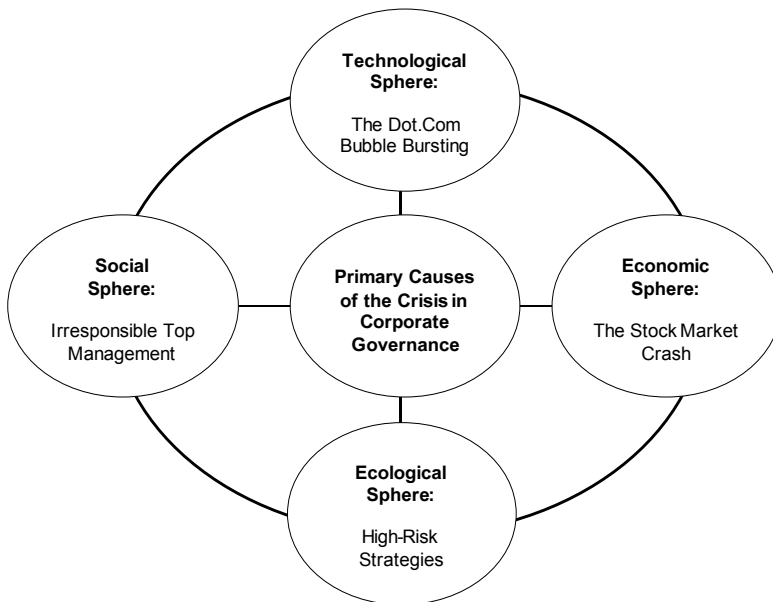 Technological
Sphere:
The Dot.Com
Bubble Bursting
Social
Sphere:
Irresponsible Top
Management
Primary Causes
of the Crisis in
Corporate
Governance
Economic
Sphere:
The Stock Market
Crash
Ecological
Sphere:
High-Risk
Strategies